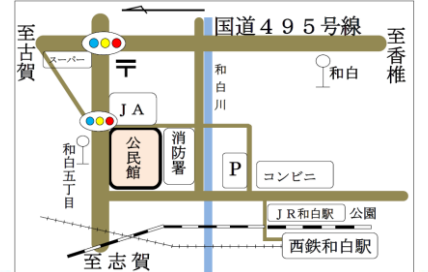 国道４９５号線
至古賀
至香椎
スーパー
〒
和白川
和白
ＪＡ
公民館
消防署
和白五丁目
P
コンビニ
ＪＲ和白駅
公園
西鉄和白駅
至志賀